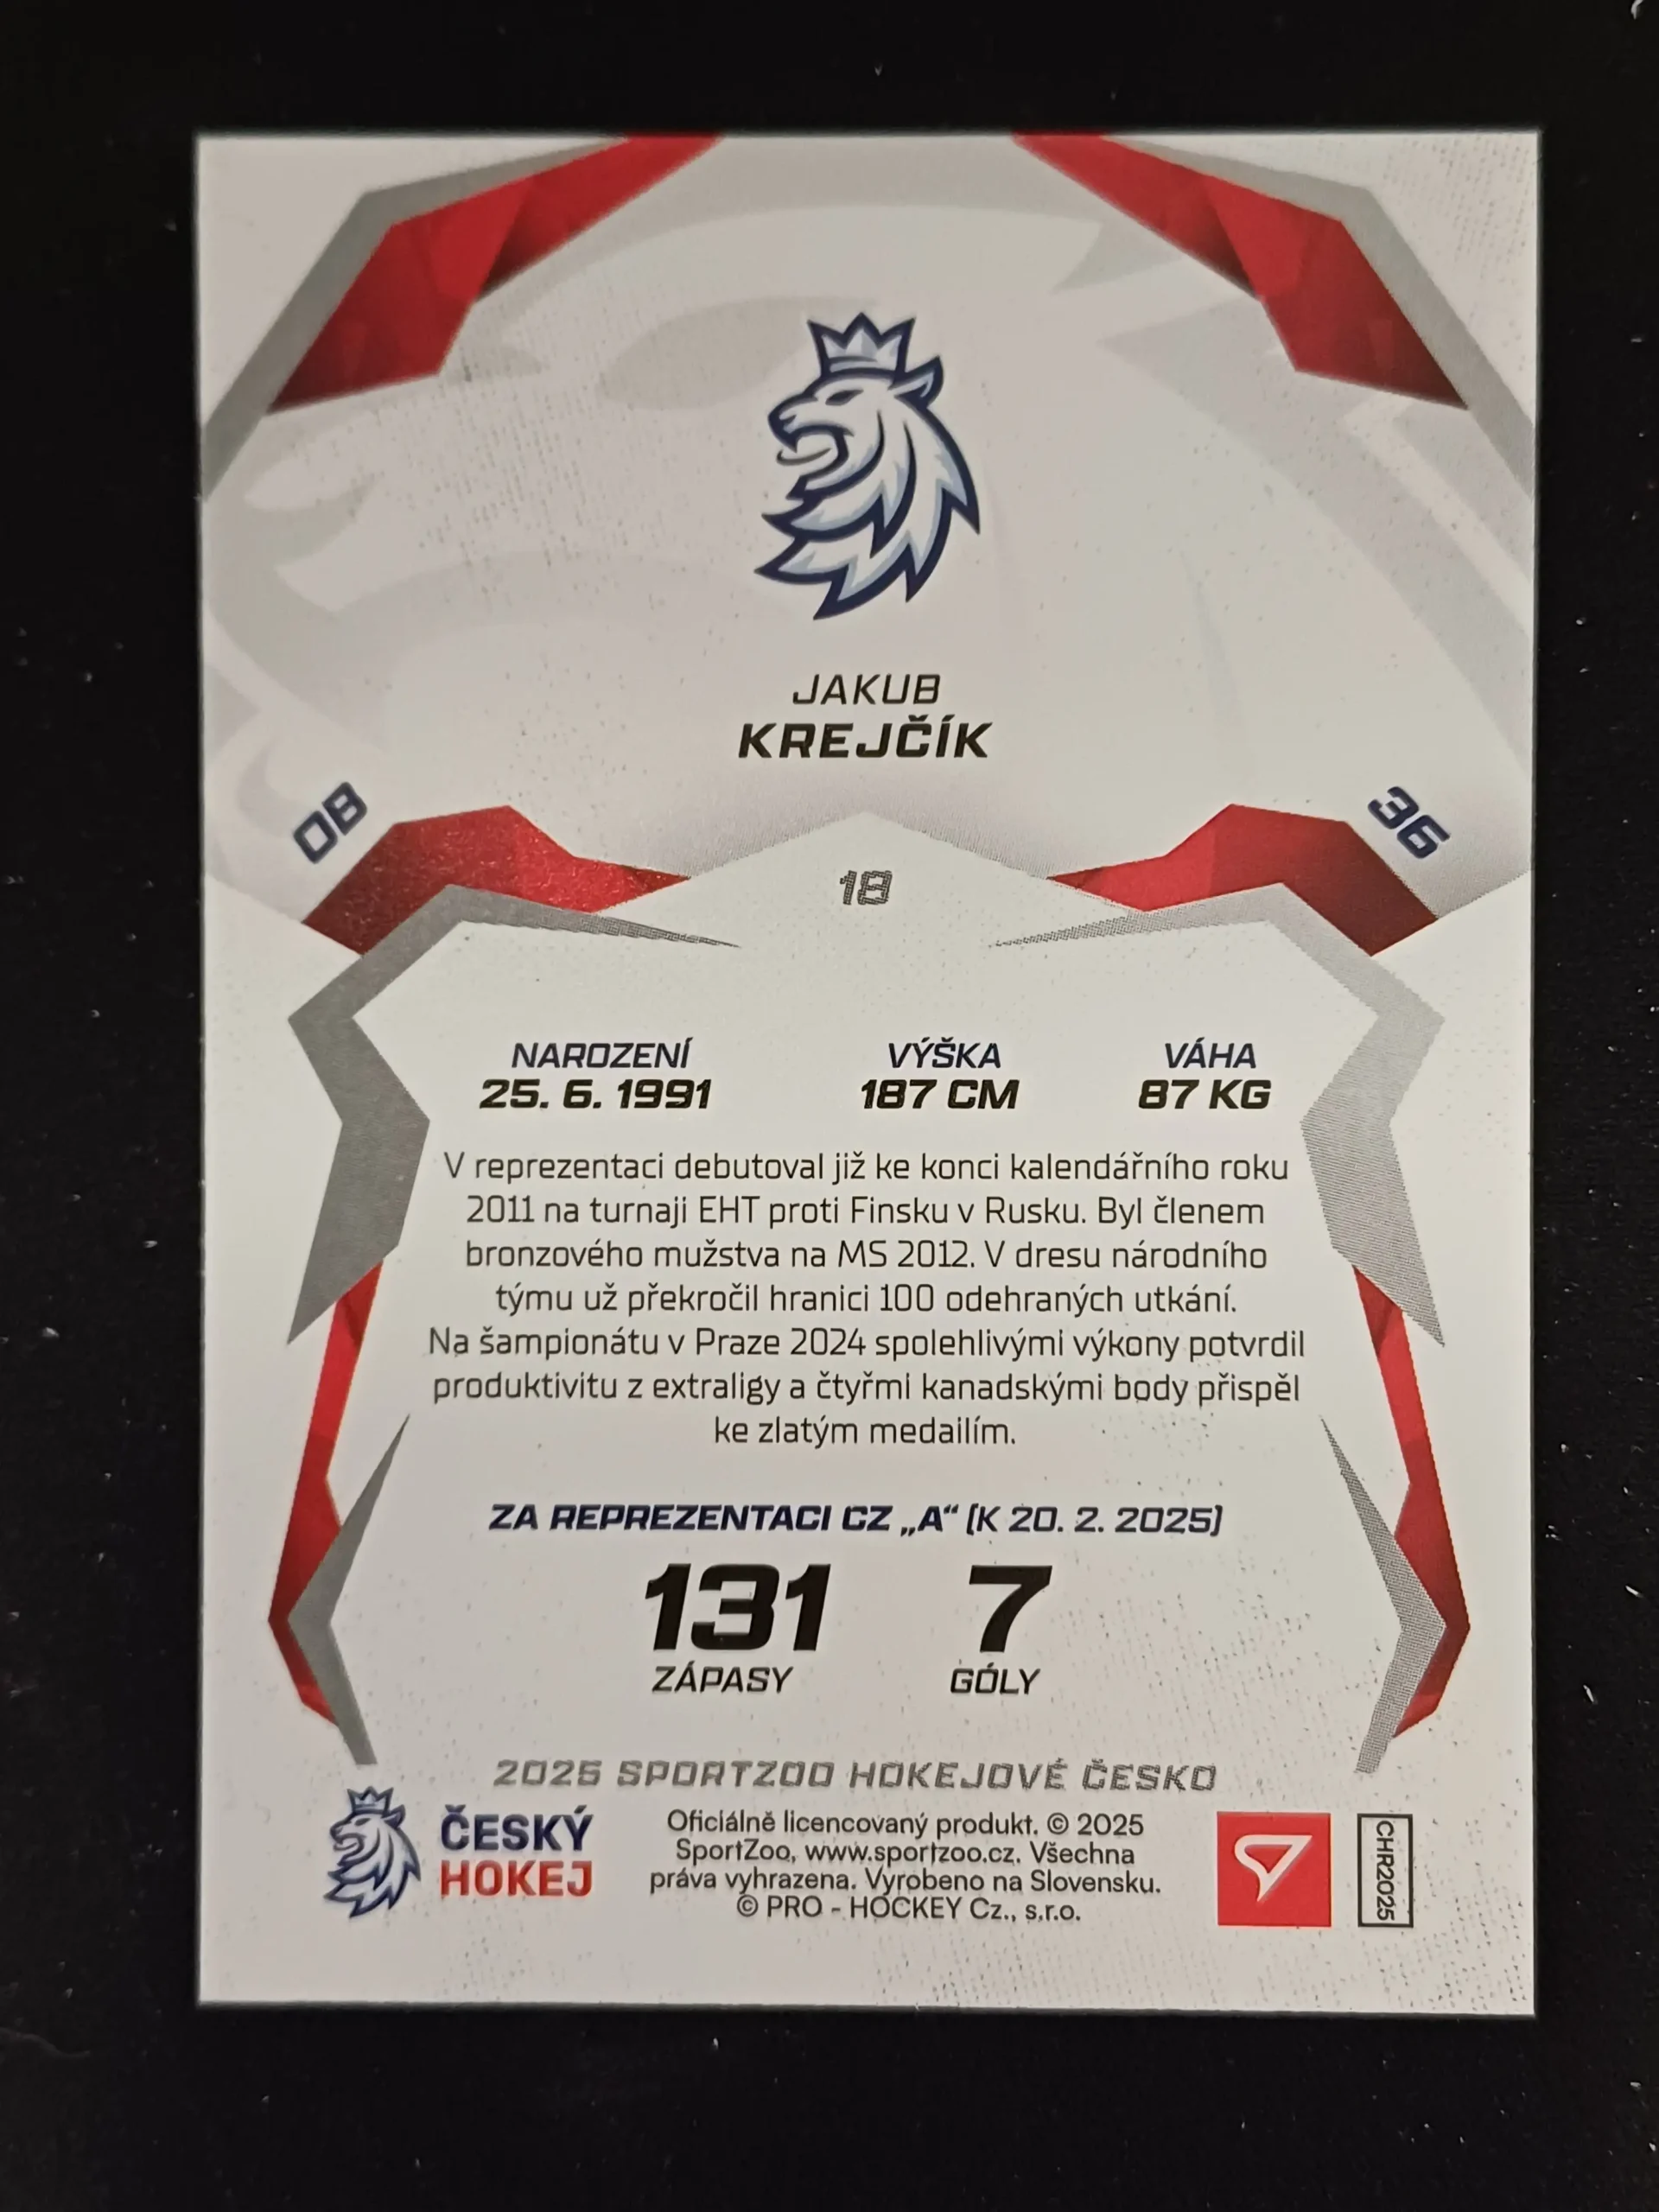 JAKUB
KREJČÍK
OB
36
18
NAROZENÍ VÝŠKA VÁHA
25. 6. 1991 187 CM 87 KG
V reprezentaci debutoval již ke konci kalendářního roku
2011 na turnaji EHT proti Finsku v Rusku. Byl členem
bronzového mužstva na MS 2012. V dresu národního
týmu už překročil hranici 100 odehraných utkání.
Na šampionátu v Praze 2024 spolehlivými výkony potvrdil
produktivitu z extraligy a čtyřmi kanadskými body přispěl
ke zlatým medailím.
ZA REPREZENTACI CZ „A“ (K 20. 2. 2025)
131 7
ZÁPASY GÓLY
2025 SPORTZOO HOKEJOVÉ ČESKO
ČESKÝ
HOKEJ
Oficiálně licencovaný produkt. © 2025
SportZoo, www.sportzoo.cz. Všechna
práva vyhrazena. Vyrobeno na Slovensku.
© PRO - HOCKEY Cz., s.r.o.
CHR2025